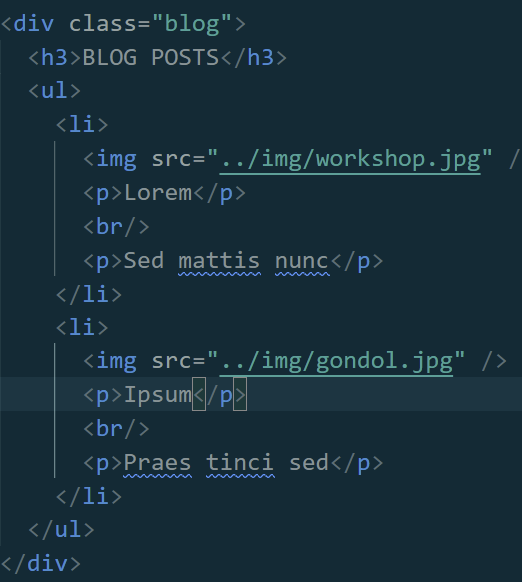 <div class="blog">
<h3>BLOG POSTS</h3>
<ul>
<li>
<img src="../img/workshop.jpg" /
<p>Lorem</p>
<br/>
<p>Sed mattis nunc</p>
</li>
<li>
<img src="../img/gondol.jpg" />
<p>Ipsum</p>
<br/>
<p>Praes tinci sed</p>
</li>
</ul>
</div>